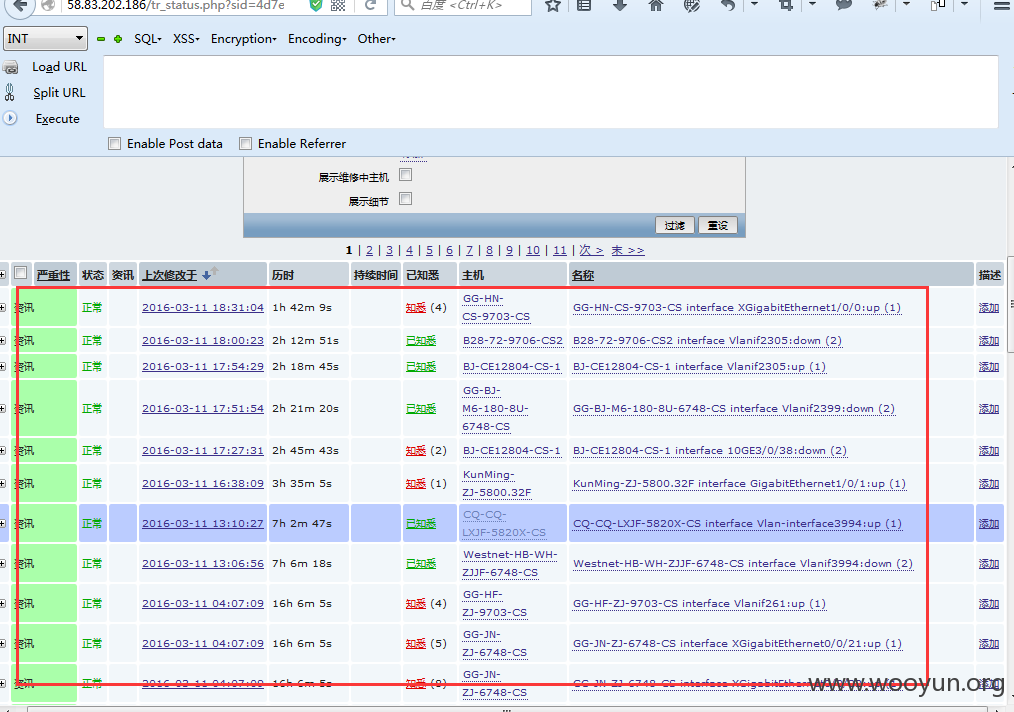 58.83.202.186/tr_status.php?sid=4d7e
百度 <Ctrl+K>
INT SQL XSS Encryption Encoding Other
Load URL
Split URL
Execute
Enable Post data Enable Referrer
展示维修中主机
展示细节
过滤 重设
1 | 2 | 3 | 4 | 5 | 6 | 7 | 8 | 9 | 10 | 11 | 次 > 末 >>
严重性 状态 资讯 上次修改于 历时 持续时间 已知悉 主机 名称 描述
资讯 正常 2016-03-11 18:31:04 1h 42m 9s 知悉 (4) GG-HN-CS-9703-CS GG-HN-CS-9703-CS interface XGigabitEthernet1/0/0:up (1) 添加
资讯 正常 2016-03-11 18:00:23 2h 12m 51s 已知悉 B28-72-9706-CS2 B28-72-9706-CS2 interface Vlanif2305:down (2) 添加
资讯 正常 2016-03-11 17:54:29 2h 18m 45s 已知悉 BJ-CE12804-CS-1 BJ-CE12804-CS-1 interface Vlanif2305:up (1) 添加
资讯 正常 2016-03-11 17:51:54 2h 21m 20s 已知悉 GG-BJ-M6-180-8U-6748-CS GG-BJ-M6-180-8U-6748-CS interface Vlanif2399:down (2) 添加
资讯 正常 2016-03-11 17:27:31 2h 45m 43s 知悉 (2) BJ-CE12804-CS-1 BJ-CE12804-CS-1 interface 10GE3/0/38:down (2) 添加
资讯 正常 2016-03-11 16:38:09 3h 35m 5s 知悉 (1) KunMing-ZJ-5800.32F KunMing-ZJ-5800.32F interface GigabitEthernet1/0/1:up (1) 添加
资讯 正常 2016-03-11 13:10:27 7h 2m 47s 已知悉 CQ-CQ-LXJF-5820X-CS CQ-CQ-LXJF-5820X-CS interface Vlan-interface3994:up (1) 添加
资讯 正常 2016-03-11 13:06:56 7h 6m 18s 已知悉 Westnet-HB-WH-ZJJF-6748-CS Westnet-HB-WH-ZJJF-6748-CS interface Vlanif3994:down (2) 添加
资讯 正常 2016-03-11 04:07:09 16h 6m 5s 知悉 (4) GG-HF-ZJ-9703-CS GG-HF-ZJ-9703-CS interface Vlanif261:up (1) 添加
资讯 正常 2016-03-11 04:07:09 16h 6m 5s 知悉 (5) GG-JN-ZJ-6748-CS GG-JN-ZJ-6748-CS interface XGigabitEthernet0/0/21:up (1) 添加
资讯 正常 2016-03-11 04:07:09 16h 6m 5s 知悉 GG-JN-ZJ-6748-CS GG-JN-ZJ-6748-CS interface
www.wooyun.org